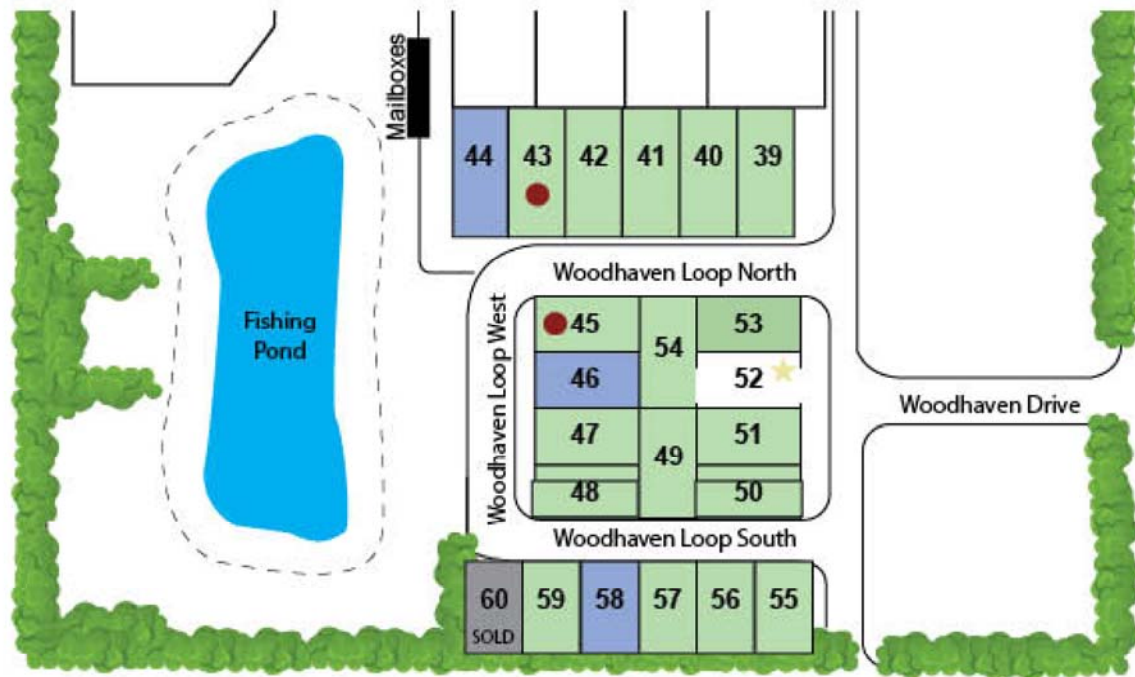 Mailboxes
44 43 42 41 40 39
Woodhaven Loop North
Woodhaven Loop West
45 54 53
46 52
47 49 51
48 50
Fishing
Pond
Woodhaven Drive
Woodhaven Loop South
60 59 58 57 56 55
SOLD